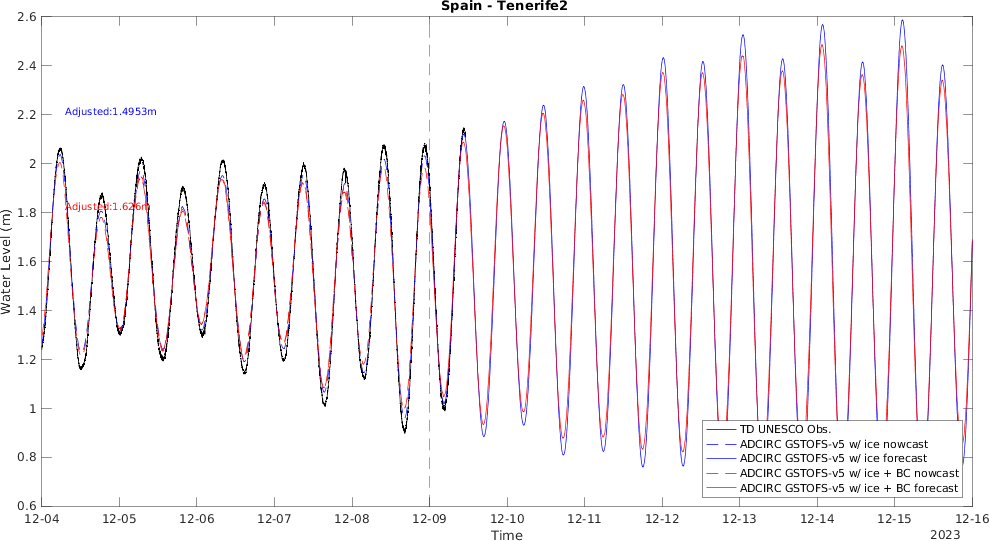 Spain - Tenerife2
2.6
2.4
2.2
2
1.8
1.6
1.4
1.2
1
0.8
0.6
Water Level (m)
Adjusted:1.4953m
Adjusted:1.626m
TD UNESCO Obs.
ADCIRC GSTOFS-v5 w/ ice nowcast
ADCIRC GSTOFS-v5 w/ ice forecast
ADCIRC GSTOFS-v5 w/ ice + BC nowcast
ADCIRC GSTOFS-v5 w/ ice + BC forecast
12-04 12-05 12-06 12-07 12-08 12-09 12-10 12-11 12-12 12-13 12-14 12-15 12-16
Time
2023